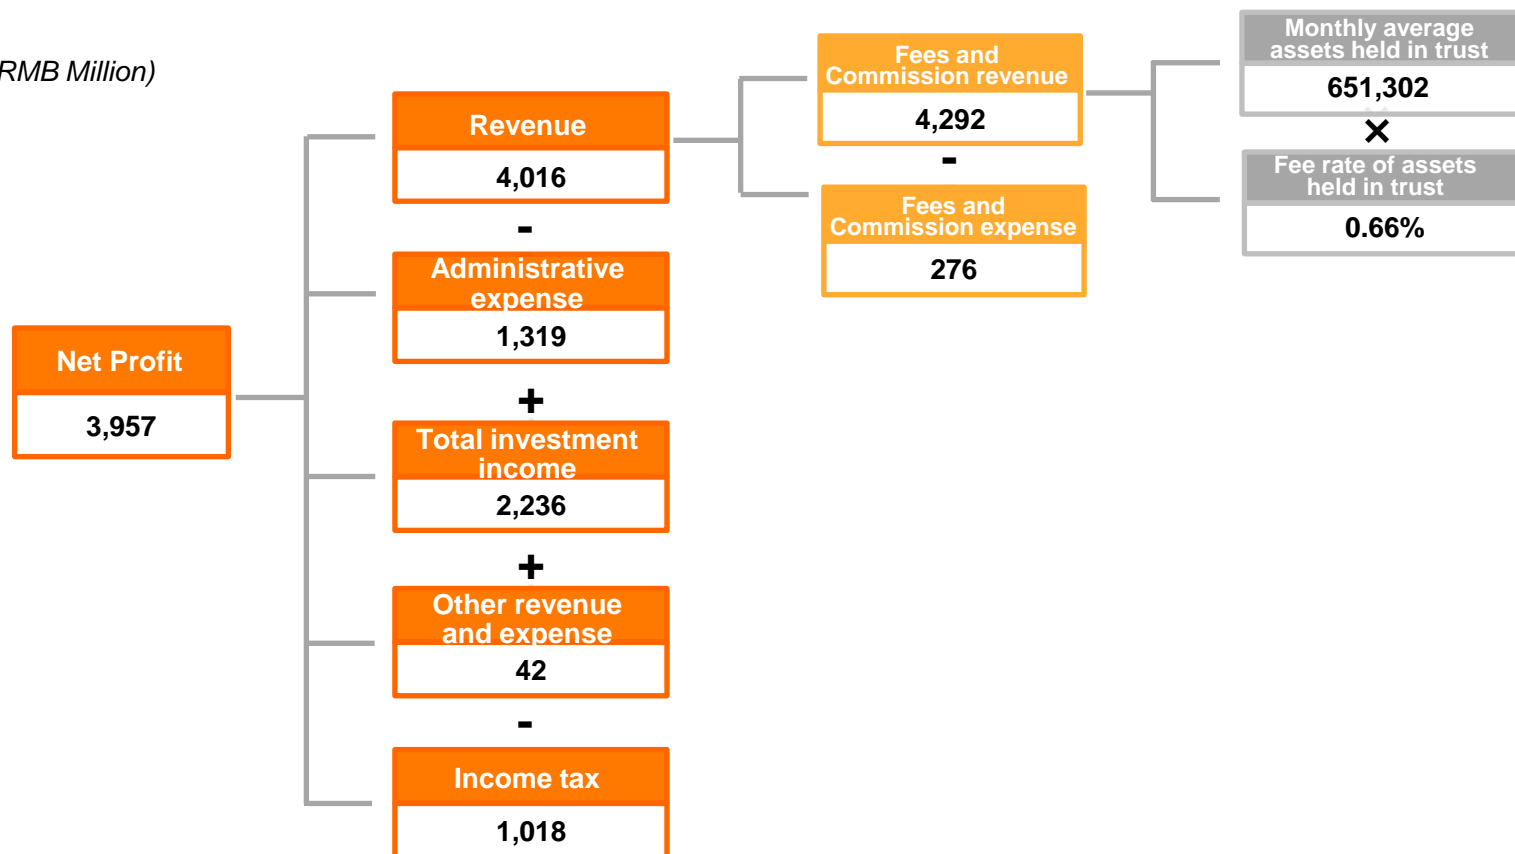 RMB Million)
Net Profit
3,957
Revenue
4,016
-
Administrative
expense
1,319
+
Total investment
income
2,236
+
Other revenue
and expense
42
-
Income tax
1,018
Fees and
Commission revenue
4,292
-
Fees and
Commission expense
276
Monthly average
assets held in trust
651,302
×
Fee rate of assets
held in trust
0.66%